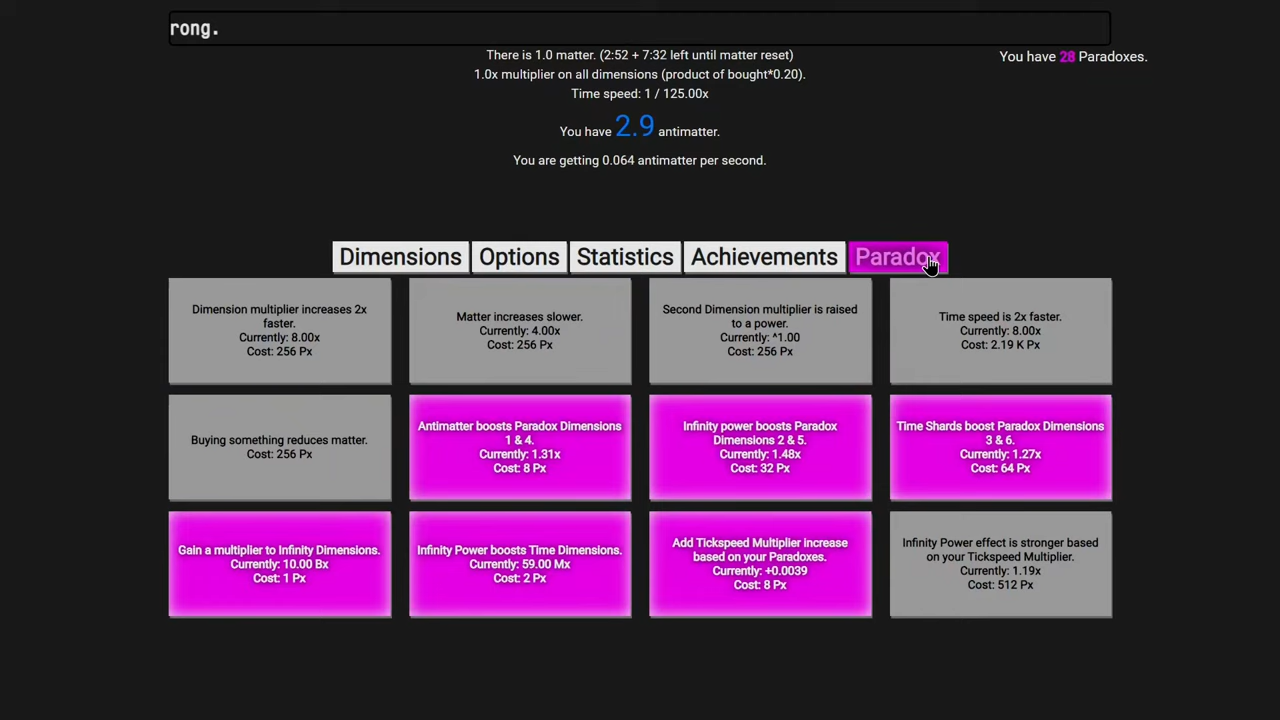 rong.
There is 1.0 matter. (2:52 + 7:32 left until matter reset)
You have 28 Paradoxes.
1.0x multiplier on all dimensions (product of bought*0.20).
Time speed: 1 / 125.00x
You have 2.9 antimatter.
You are getting 0.064 antimatter per second.
Dimensions
Options
Statistics
Achievements
Paradox
Dimension multiplier increases 2x
faster.
Currently: 8.00x
Cost: 256 Px
Matter increases slower.
Currently: 4.00x
Cost: 256 Px
Second Dimension multiplier is raised
to a power.
Currently: ^1.00
Cost: 256 Px
Time speed is 2x faster.
Currently: 8.00x
Cost: 2.19 K Px
Buying something reduces matter.
Cost: 256 Px
Antimatter boosts Paradox Dimensions
1 & 4.
Currently: 1.31x
Cost: 8 Px
Infinity power boosts Paradox
Dimensions 2 & 5.
Currently: 1.48x
Cost: 32 Px
Time Shards boost Paradox Dimensions
3 & 6.
Currently: 1.27x
Cost: 64 Px
Gain a multiplier to Infinity Dimensions.
Currently: 10.00 Bx
Cost: 1 Px
Infinity Power boosts Time Dimensions.
Currently: 59.00 Mx
Cost: 2 Px
Add Tickspeed Multiplier increase
based on your Paradoxes.
Currently: +0.0039
Cost: 8 Px
Infinity Power effect is stronger based
on your Tickspeed Multiplier.
Currently: 1.19x
Cost: 512 Px